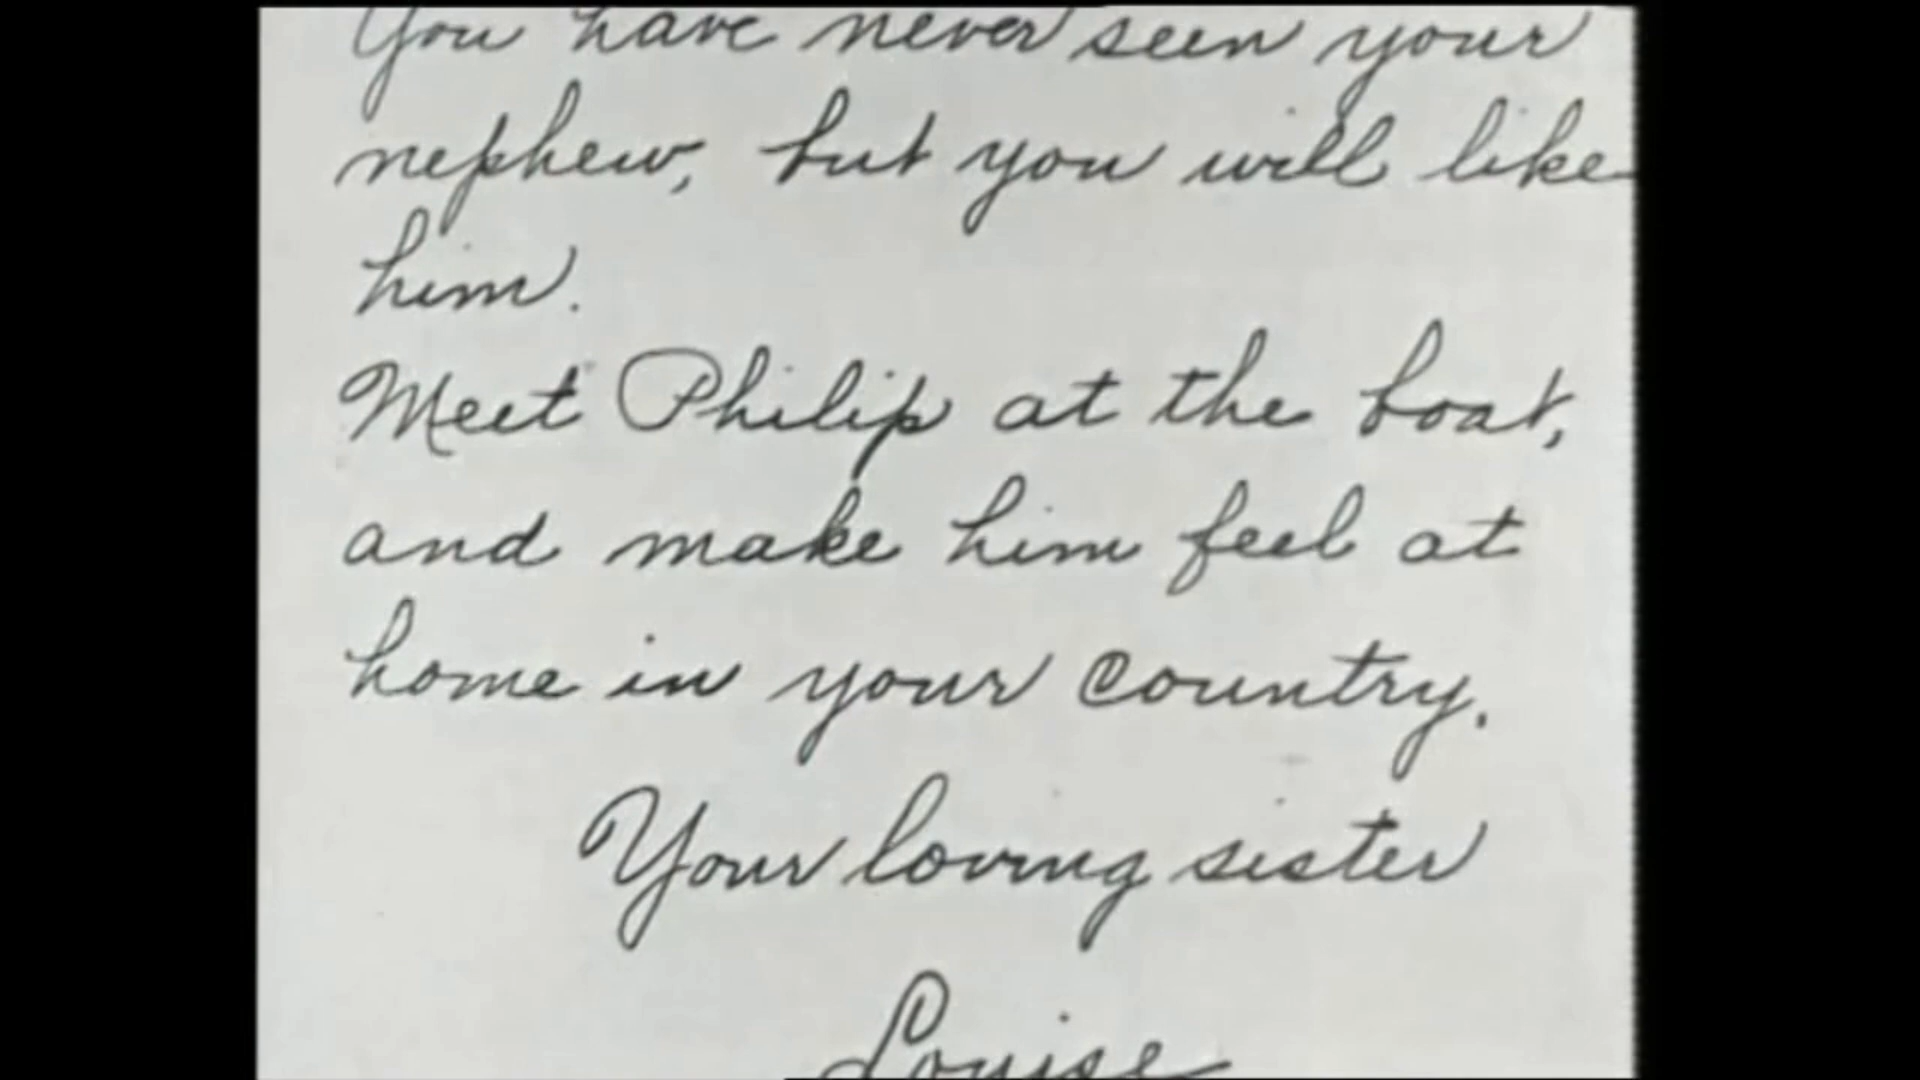 You have never seen your
nephew, but you will like
him.
Meet Philip at the boat,
and make him feel at
home in your country.
Your loving sister
Louise